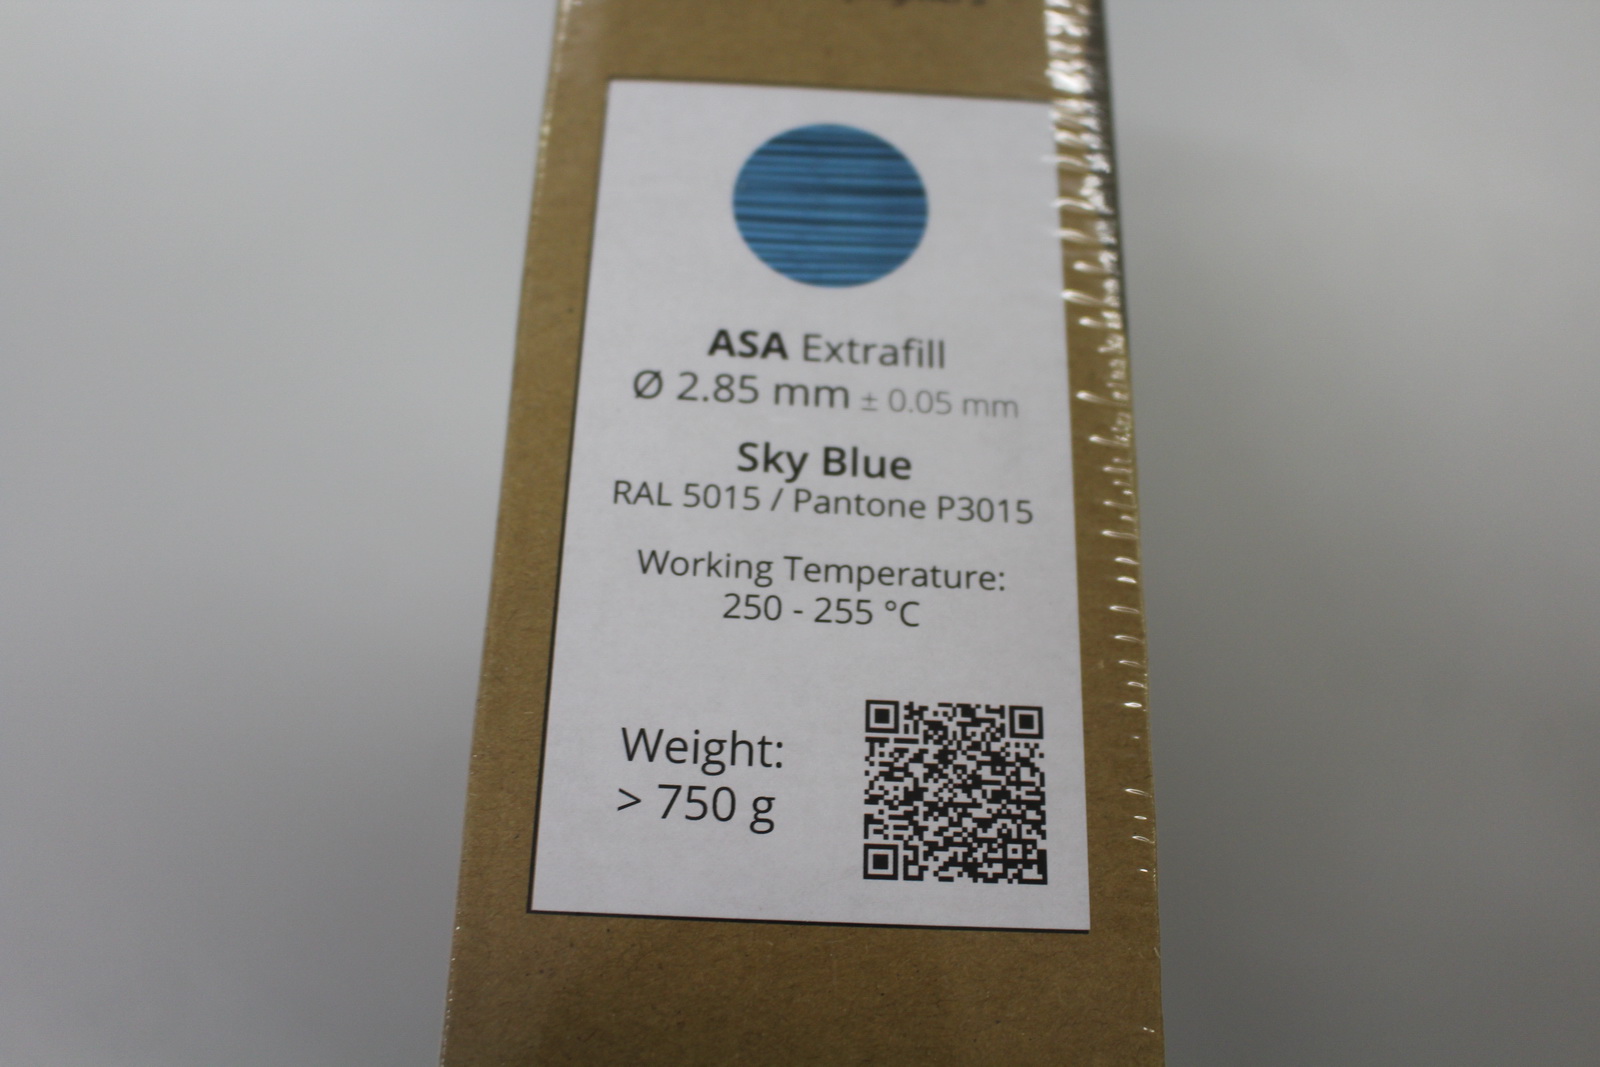 ASA Extrafill
Ø 2.85 mm ± 0.05 mm
Sky Blue
RAL 5015 / Pantone P3015
Working Temperature:
250 - 255 °C
Weight:
> 750 g